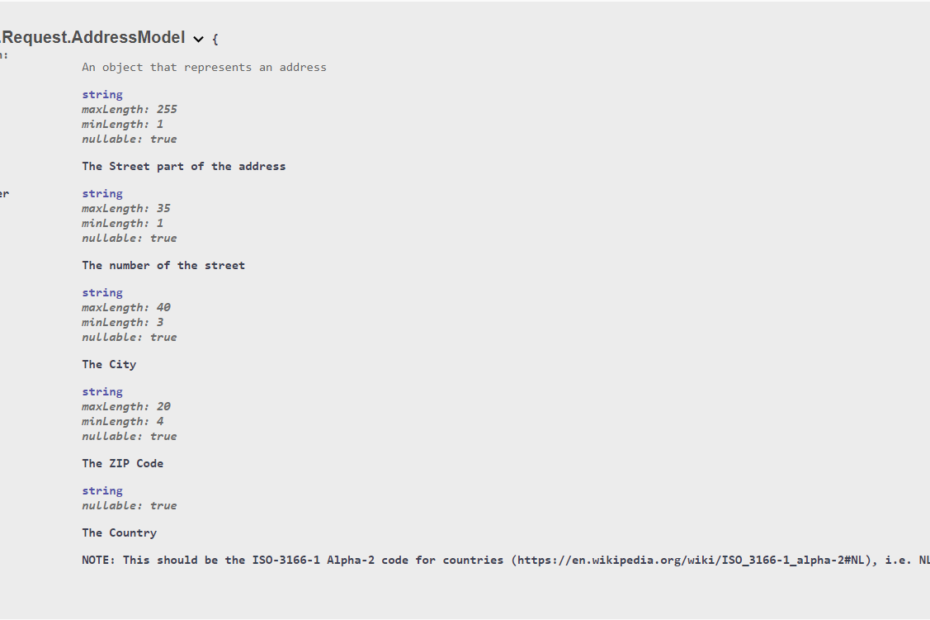 .Request.AddressModel {
n:
An object that represents an address
string
maxLength: 255
minLength: 1
nullable: true
The Street part of the address
er
string
maxLength: 35
minLength: 1
nullable: true
The number of the street
string
maxLength: 40
minLength: 3
nullable: true
The City
string
maxLength: 20
minLength: 4
nullable: true
The ZIP Code
string
nullable: true
The Country
NOTE: This should be the ISO-3166-1 Alpha-2 code for countries (https://en.wikipedia.org/wiki/ISO_3166-1_alpha-2#NL), i.e. NL